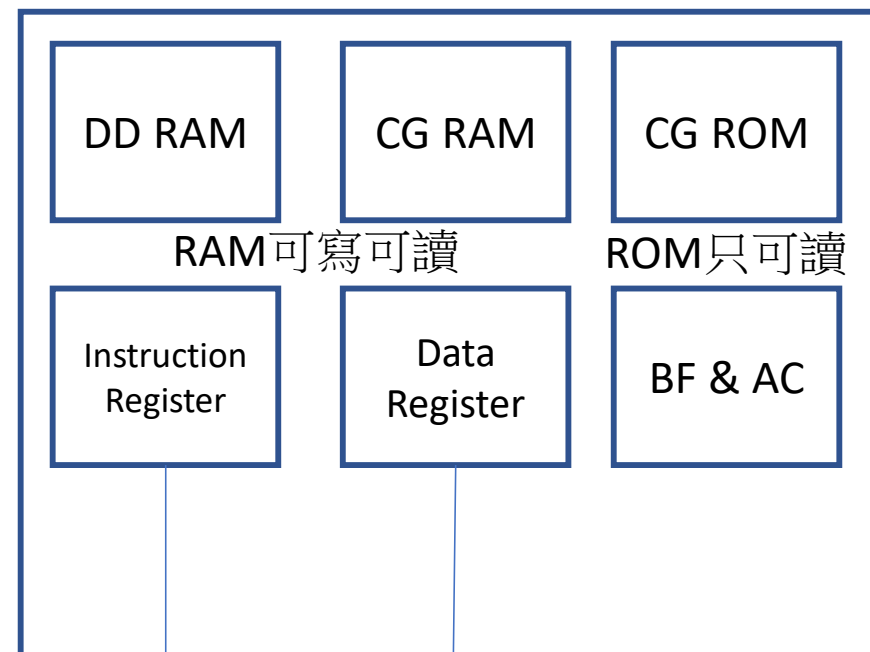 DD RAM
CG RAM
CG ROM
RAM可寫可讀
ROM只可讀
Instruction
Register
Data
Register
BF & AC